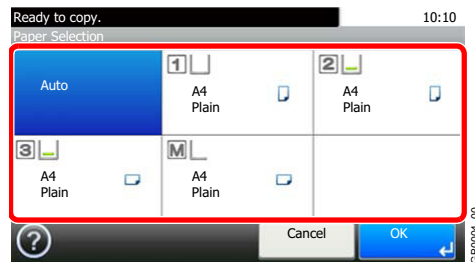 Ready to copy.
10:10
Paper Selection
Auto
1
A4
Plain
2
A4
Plain
3
A4
Plain
M
A4
Plain
?
Cancel
OK